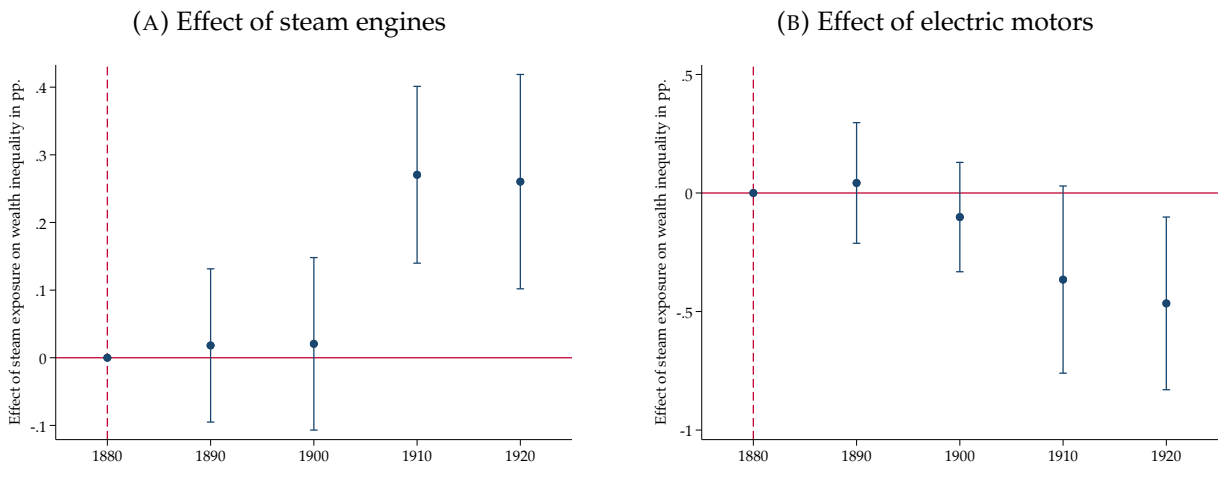 (A) Effect of steam engines
Effect of steam exposure on wealth inequality in pp.
.4
.3
.2
.1
0
-.1
1880 1890 1900 1910 1920
(B) Effect of electric motors
Effect of steam exposure on wealth inequality in pp.
.5
0
-.5
-1
1880 1890 1900 1910 1920